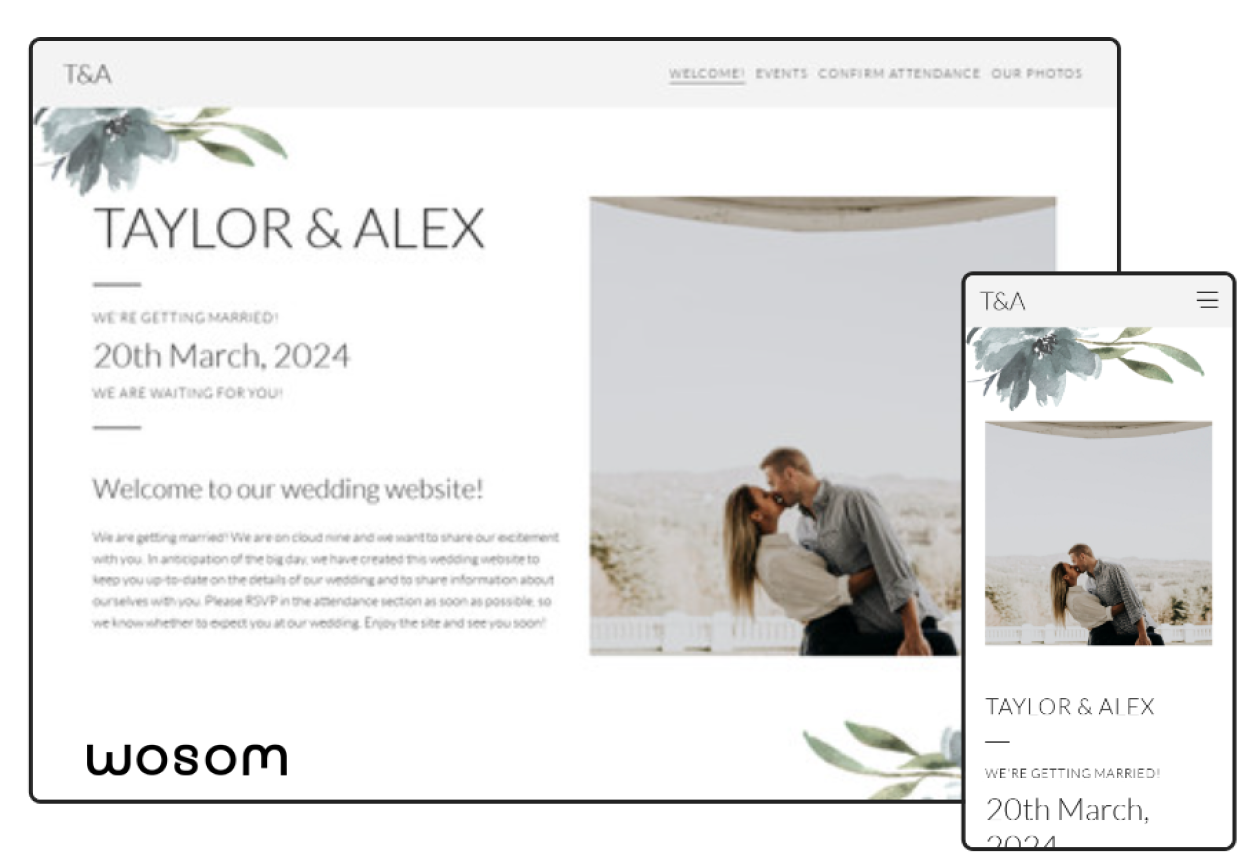 T&A
WELCOME! EVENTS CONFIRM ATTENDANCE OUR PHOTOS
TAYLOR & ALEX
WE'RE GETTING MARRIED!
20th March, 2024
WE ARE WAITING FOR YOU!
Welcome to our wedding website!
We are getting married! We are on cloud nine and we want to share our excitement
with you. In anticipation of the big day, we have created this wedding website to
keep you up-to-date on the details of our wedding and to share information about
ourselves with you. Please RSVP in the attendance section as soon as possible, so
we know whether to expect you at our wedding. Enjoy the site and see you soon!
wosom
T&A
TAYLOR & ALEX
WE'RE GETTING MARRIED!
20th March,
2024